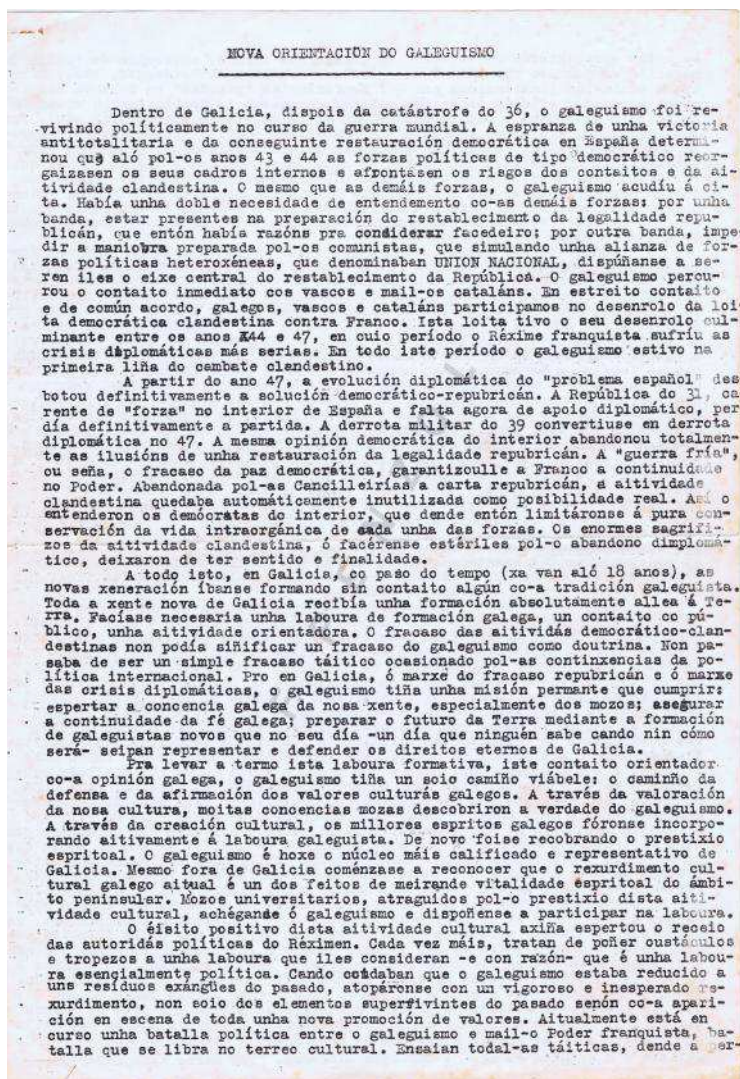 NOVA ORIENTACIÓN DO GALEGUISMO
Dentro de Galicia, dispois da catástrofe do 36, o galeguismo foi re-
vivindo políticamente no curso da guerra mundial. A espranza de unha victoria
antitotalitaria e da conseguinte restauración democrática en España determi-
nou que aló pol-os anos 43 e 44 as forzas políticas de tipo democrático reor-
gaizasen os seus cadros internos e afrontasen os risgos dos contaitos e da ai-
tividade clandestina. O mesmo que as demáis forzas, o galeguismo acudíu á ci-
ta. Había unha doble necesidade de entendemento co-as demáis forzas: por unha
banda, estar presentes na preparación do restablecimento da legalidade repu-
blicán, que entón había razóns pra considerar facedeiro; por outra banda, impe-
dir a maniobra preparada pol-os comunistas, que simulando unha alianza de for-
zas políticas heteroxéneas, que denominaban UNION NACIONAL, dispúñanse a se-
ren iles o eixe central do restablecimento da República. O galeguismo percu-
rou o contaito inmediato cos vascos e mail-os cataláns. En estreito contaito
e de común acordo, galegos, vascos e cataláns participamos no desenrolo da loi-
ta democrática clandestina contra Franco. Ista loita tivo o seu desenrolo cul-
minante entre os anos 44 e 47, en cuio período o Réxime franquista sufríu as
crisis diplomáticas máis serias. En todo iste período o galeguismo estivo na
primeira liña do combate clandestino.
A partir do ano 47, a evolución diplomática do "problema español" des
botou definitivamente a solución democrático-republicán. A República do 31, ca
rente de "forza" no interior de España e falta agora de apoio diplomático, per
día definitivamente a partida. A derrota militar do 39 convertiuse en derrota
diplomática no 47. A mesma opinión democrática do interior abandonou totalmen-
te as ilusións de unha restauración da legalidade repubricán. A "guerra fría",
ou seña, o fracaso da paz democrática, garantizoulle a Franco a continuidade
no Poder. Abandonada pol-as Cancilleirías a carta repubricán, a aitividade
clandestina quedaba automáticamente inutilizada como posibilidade real. Así o
entenderon os demócratas do interior, que dende entón limitáronse á pura con-
servación da vida intraorgánica de cada unha das forzas. Os enormes sagrifi-
zos da aitividade clandestina, ó facérense estériles pol-o abandono dimplomá-
tico, deixaron de ter sentido e finalidade.
A todo isto, en Galicia, co paso do tempo (xa van aló 18 anos), as
novas xeneración íbanse formando sin contaito algún co-a tradición galeguista.
Toda a xente nova de Galicia recibía unha formación absolutamente allea á Te-
rra. Facíase necesaria unha laboura de formación galega, un contaito co pú-
blico, unha aitividade orientadora. O fracaso das aitividás democrático-clan-
destinas non podía siñificar un fracaso do galeguismo como doutrina. Non pa-
saba de ser un simple fracaso táitico ocasionado pol-as continxencias da po-
lítica internacional. Pro en Galicia, ó marxe do fracaso repubricán e ó marxe
das crisis diplomáticas, o galeguismo tiña unha misión permante que cumprir:
espertar a concencia galega da nosa xente, especialmente dos mozos; asegurar
a continuidade da fé galega; preparar o futuro da Terra mediante a formación
de galeguistas novos que no seu día -un día que ninguén sabe cando nin cómo
será- seipan representar e defender os direitos eternos de Galicia.
Pra levar a termo ista laboura formativa, iste contaito orientador
co-a opinión galega, o galeguismo tiña un soio camiño viábele: o camiñho da
defensa e da afirmación dos valores culturás galegos. A través da valoración
da nosa cultura, moitas concencias mozas descobriron a verdade do galeguismo.
A través da creación cultural, os millores espritos galegos fóronse incorpo-
rando aitivamente á laboura galeguista. De novo foise recobrando o prestixio
espritoal. O galeguismo é hoxe o núcleo máis calificado e representativo de
Galicia. Mesmo fora de Galicia coménzase a reconocer que o rexurdimento cul-
tural galego aitual é un dos feitos de meirande vitalidade espritoal do ámbi-
to peninsular. Mozos universitarios, atraguidos pol-o prestixio dista aiti-
vidade cultural, achéganse ó galeguismo e dispoñense a participar na laboura.
O éisito positivo dista aitividade cultural axiña espertou o receio
das autoridás políticas do Réximen. Cada vez máis, tratan de poñer oustáculos
e tropezos a unha laboura que iles consideran -e con razón- que é unha labou-
ra esencialmente política. Cando coidaban que o galeguismo estaba reducido a
uns resíduos exangües do pasado, atopáronse con un vigoroso e inesperado re-
xurdimento, non soio dos elementos superfivintes do pasado senón co-a apari-
ción en escena de toda unha nova promoción de valores. Aitualmente está en
curso unha batalla política entre o galeguismo e mail-o Poder franquista, ba-
talla que se libra no terreo cultural. Ensaian todal-as táiticas, dende a per-